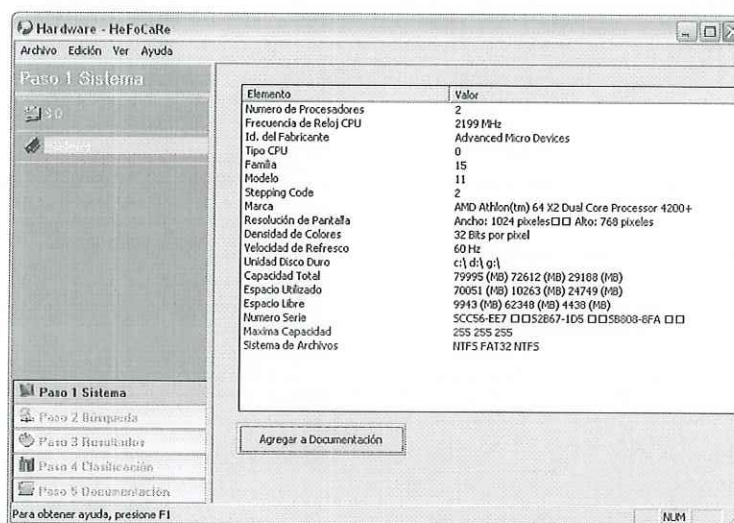 Hardware - HeFoCaRe
Archivo Edición Ver Ayuda
Paso 1 Sistema
S O
Elemento Valor
Numero de Procesadores 2
Frecuencia de Reloj CPU 2199 MHz
Id. del Fabricante Advanced Micro Devices
Tipo CPU 0
Familia 15
Modelo 11
Stepping Code 2
Marca AMD Athlon(tm) 64 X2 Dual Core Processor 4200+
Resolución de Pantalla Ancho: 1024 pixeles□□ Alto: 768 pixeles
Densidad de Colores 32 Bits por pixel
Velocidad de Refresco 60 Hz
Unidad Disco Duro c:\ d:\ g:\
Capacidad Total 79995 (MB) 72612 (MB) 29188 (MB)
Espacio Utilizado 70051 (MB) 10263 (MB) 24749 (MB)
Espacio Libre 9943 (MB) 62348 (MB) 4438 (MB)
Numero Serie 5CC56-EE7 □□52B67-1D5 □□5B808-8FA □□
Maxima Capacidad 255 255 255
Sistema de Archivos NTFS FAT32 NTFS
Paso 1 Sistema
Paso 2 Búsqueda
Paso 3 Resultados
Paso 4 Clasificación
Paso 5 Documentación
Agregar a Documentación
Para obtener ayuda, presione F1
NUM